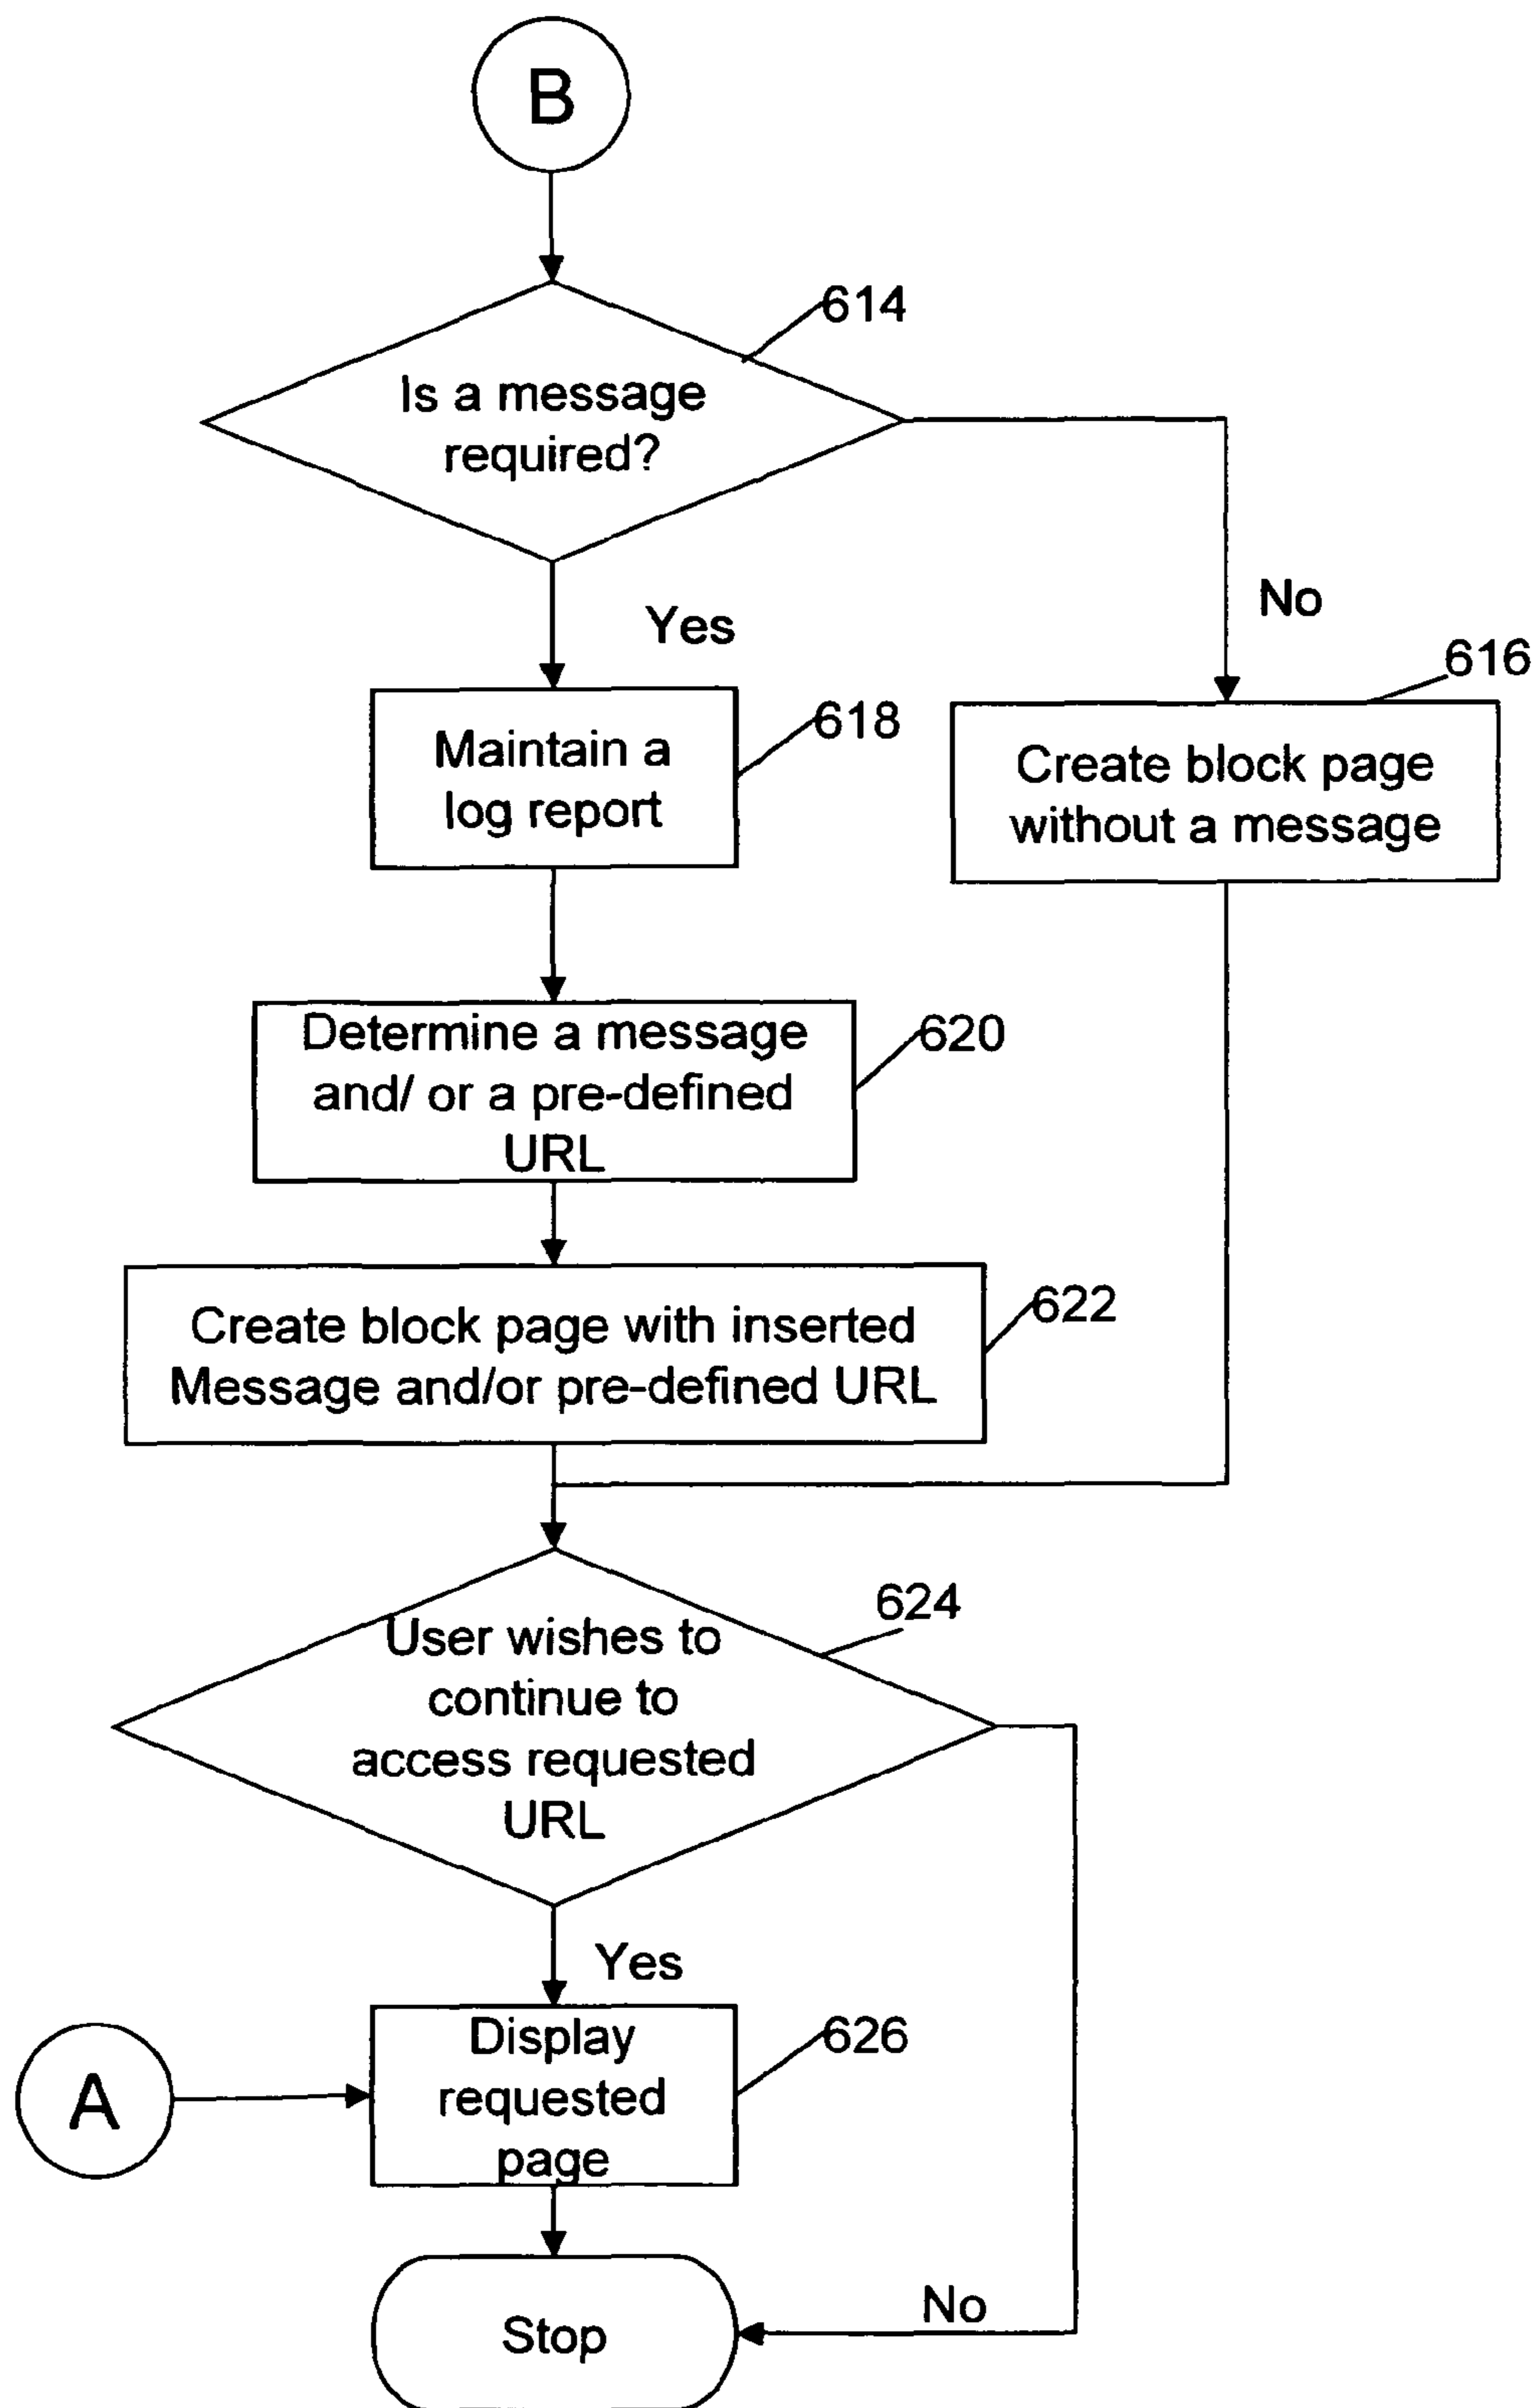 B
614
Is a message
required?
Yes
No
616
618
Maintain a
log report
Create block page
without a message
620
Determine a message
and/ or a pre-defined
URL
622
Create block page with inserted
Message and/or pre-defined URL
624
User wishes to
continue to
access requested
URL
Yes
626
Display
requested
page
A
No
Stop